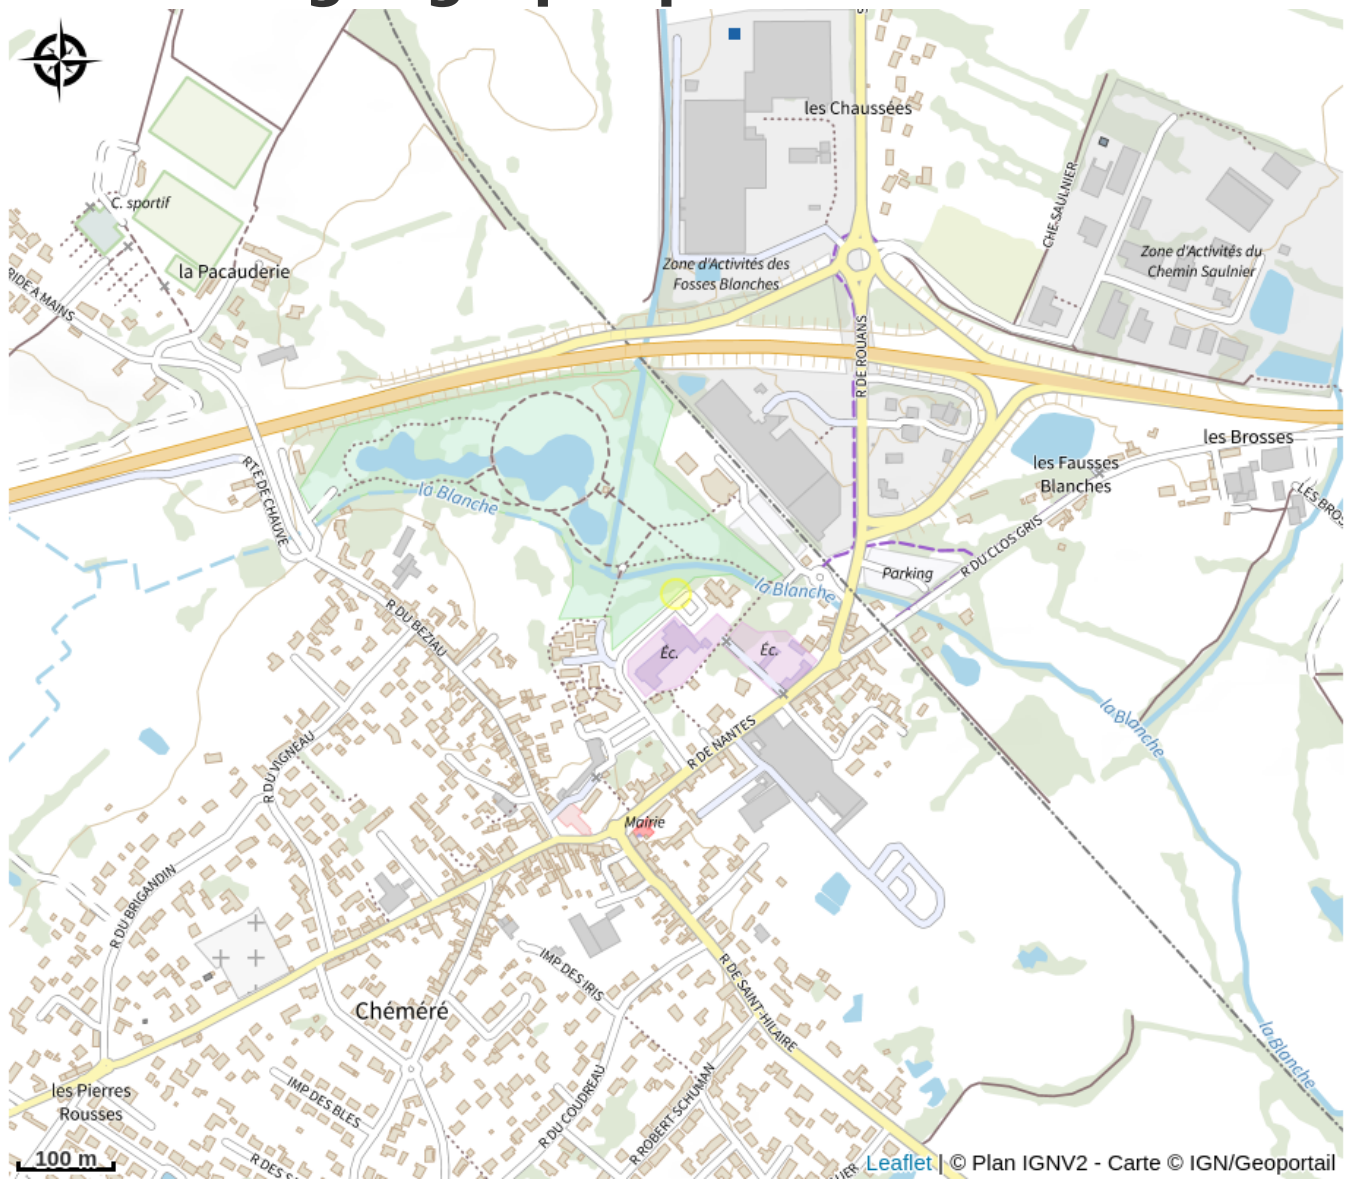 les Chaussées
C. sportif
CHE SAULNIER
la Pacauderie
Zone d'Activités des
Fosses Blanches
Zone d'Activités du
Chemin Saulnier
RIDE A MAINS
R DE ROUANS
les Brosses
les Fausses
Blanches
RTE DE CHAUVE
la Blanche
LES BROS
R DU CLOS GRIS
Parking
la Blanche
R DU BEZIAU
Éc.
Éc.
la Blanche
R DE NANTES
R DU VIGNEAU
Mairie
R DU BRIGANDIN
IMP DES IRIS
R DE SAINT-HILAIRE
Chéméré
la Blanche
les Pierres
Rousses
IMP DES BLES
R DU COUDREAU
R ROBERT SCHUMAN
R DES S
LIER
100 m
Leaflet | © Plan IGNV2 - Carte © IGN/Geoportail